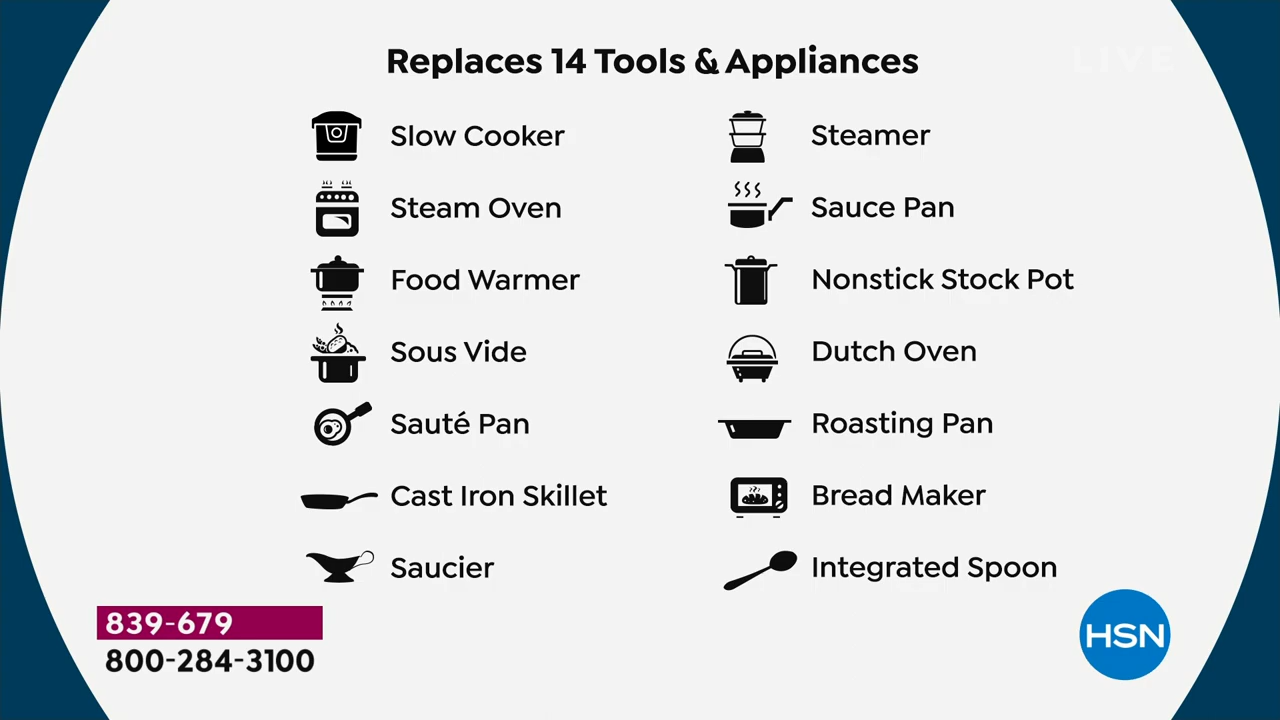 Replaces 14 Tools & Appliances
LIVE
Slow Cooker
Steamer
Steam Oven
Sauce Pan
Food Warmer
Nonstick Stock Pot
Sous Vide
Dutch Oven
Sauté Pan
Roasting Pan
Cast Iron Skillet
Bread Maker
Saucier
Integrated Spoon
839-679
800-284-3100
HSN